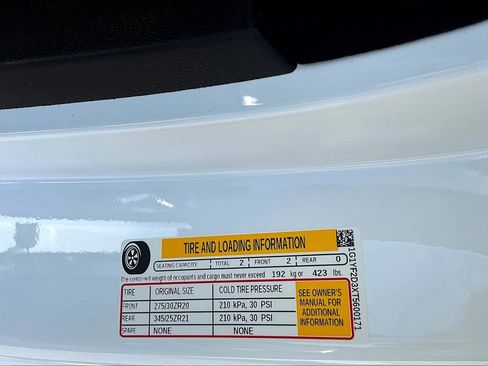 TIRE AND LOADING INFORMATION
SEATING CAPACITY TOTAL 2 FRONT 2 REAR 0
The combined weight of occupants and cargo must never exceed 192 kg or 423 lbs.
TIRE ORIGINAL SIZE COLD TIRE PRESSURE
FRONT 275/30ZR20 210 kPa, 30 PSI
REAR 345/25ZR21 210 kPa, 30 PSI
SPARE NONE NONE
SEE OWNER'S
MANUAL FOR
ADDITIONAL
INFORMATION
1G1YF2D3XT5600171